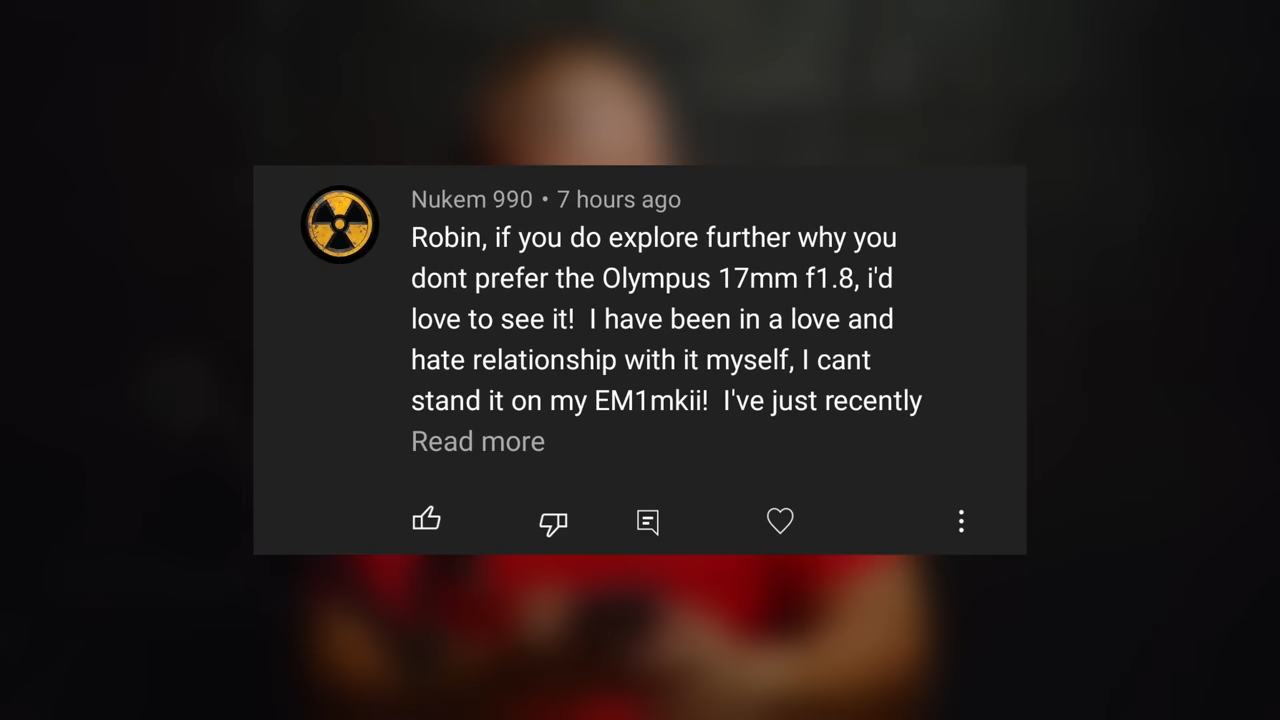 Nukem 990 • 7 hours ago
Robin, if you do explore further why you
dont prefer the Olympus 17mm f1.8, i'd
love to see it!  I have been in a love and
hate relationship with it myself, I cant
stand it on my EM1mkii!  I've just recently
Read more